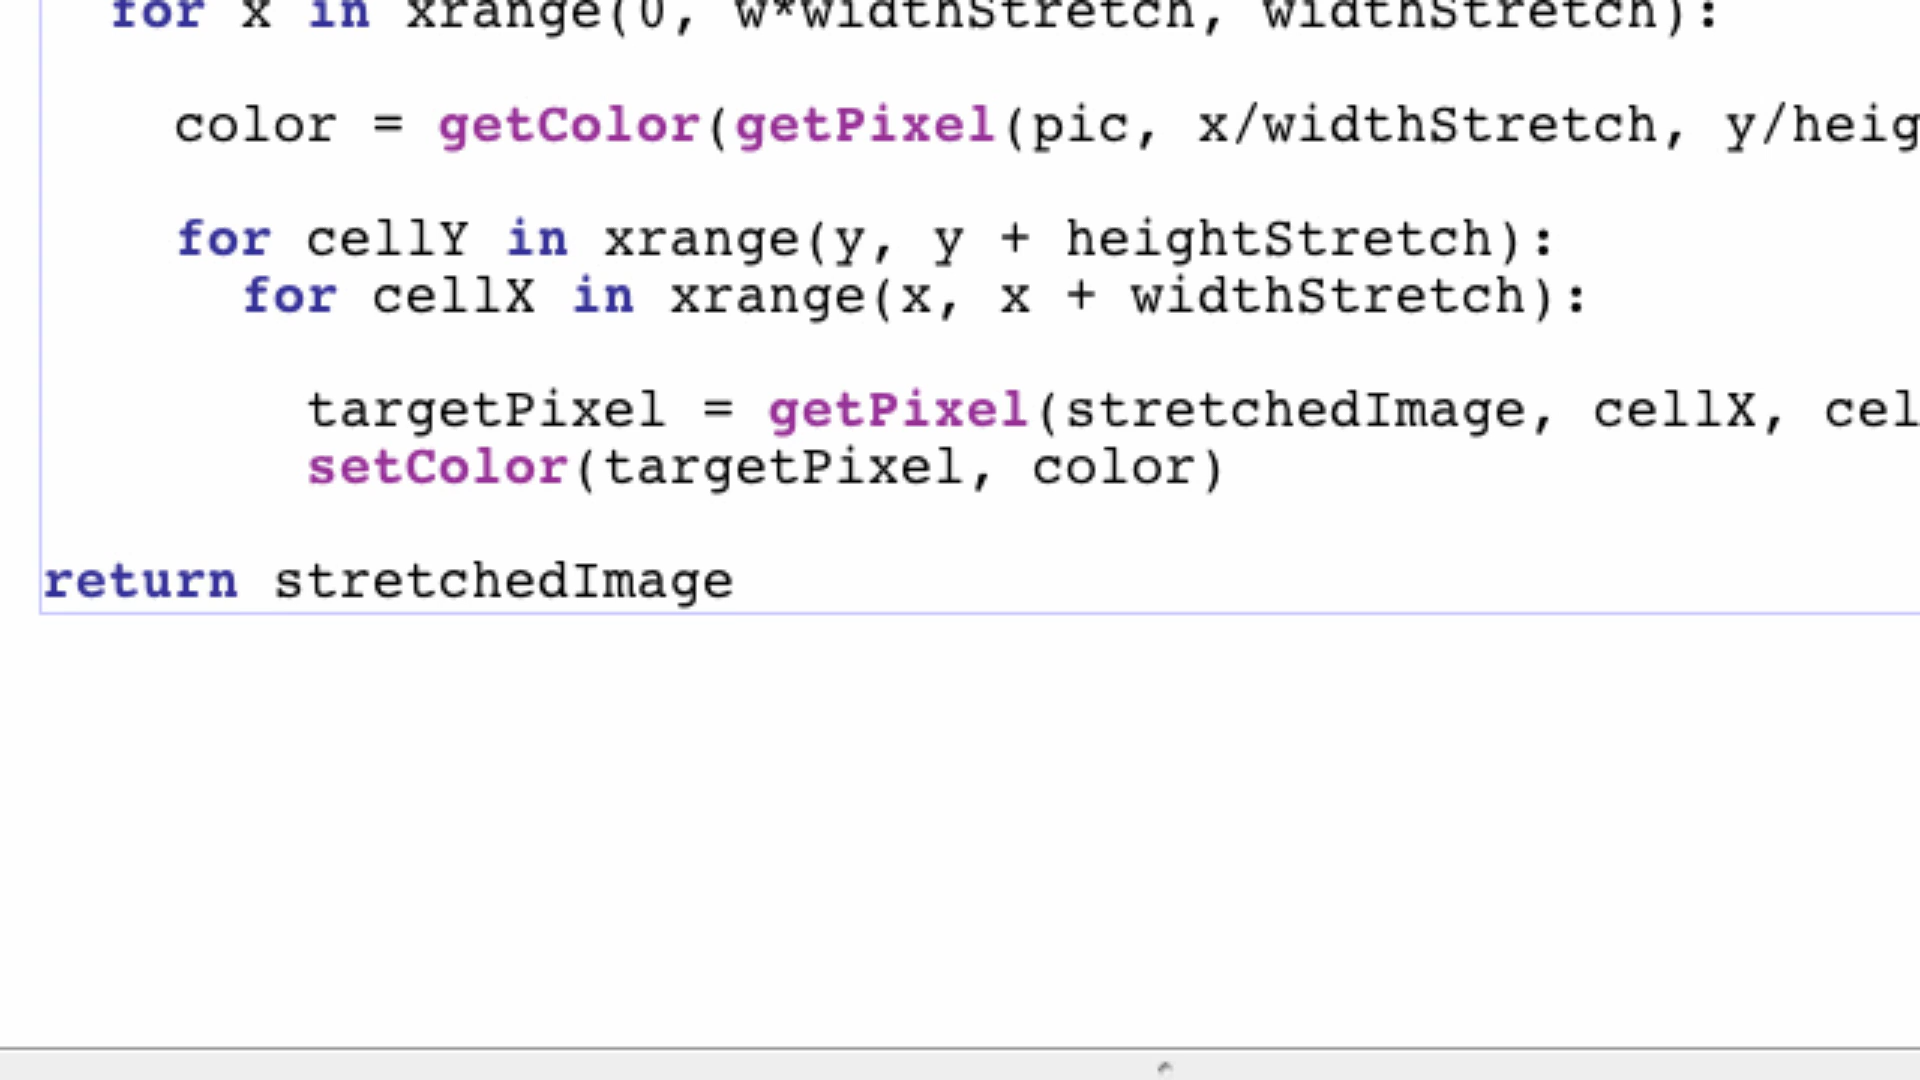 for x in xrange(0, w*widthStretch, widthStretch):
color = getColor(getPixel(pic, x/widthStretch, y/heig
for cellY in xrange(y, y + heightStretch):
for cellX in xrange(x, x + widthStretch):
targetPixel = getPixel(stretchedImage, cellX, cel
setColor(targetPixel, color)
return stretchedImage